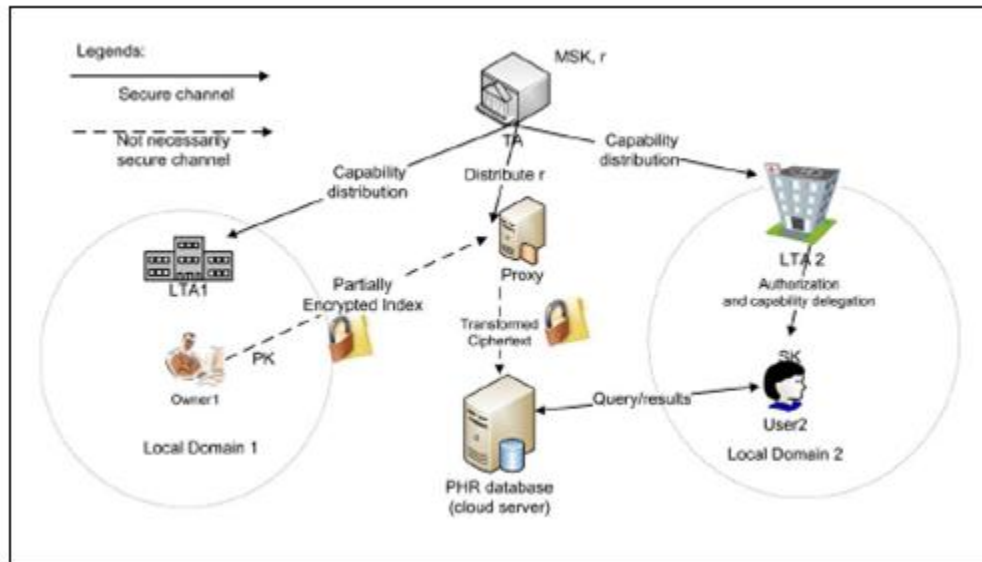 Legends:
Secure channel
Not necessarily
secure channel
MSK, r
TA
Capability
distribution
Distribute r
Capability
distribution
LTA1
Proxy
LTA 2
Partially
Encrypted Index
Authorization
and capability delegation
Transformed
Ciphertext
PK
SK
Owner1
Query/results
User2
Local Domain 1
Local Domain 2
PHR database
(cloud server)